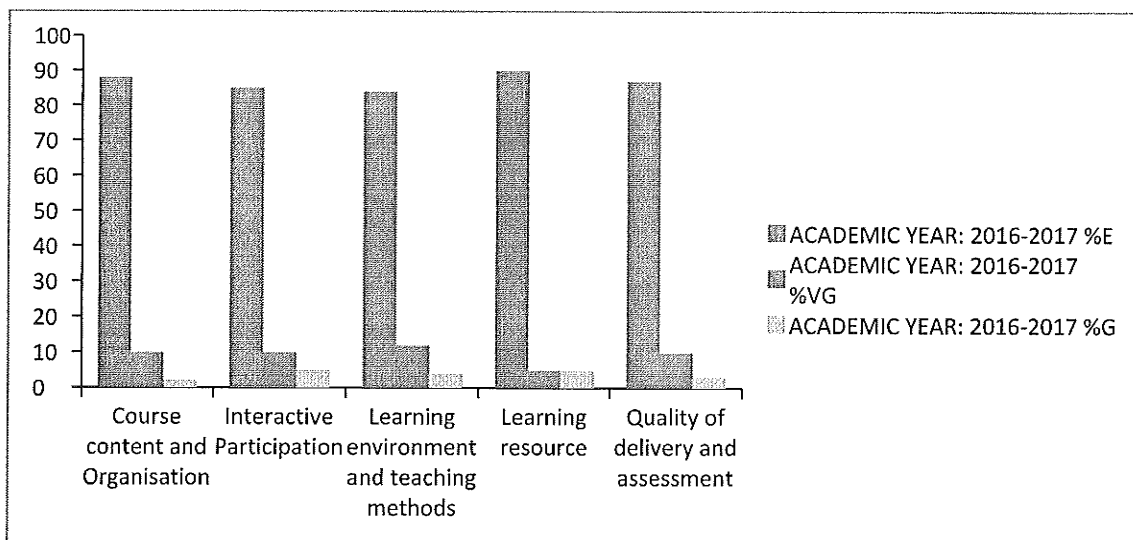 100
90
80
70
60
50
40
30
20
10
0
Course content and Organisation
Interactive Participation
Learning environment and teaching methods
Learning resource
Quality of delivery and assessment
ACADEMIC YEAR: 2016-2017 %E
ACADEMIC YEAR: 2016-2017
%VG
ACADEMIC YEAR: 2016-2017 %G